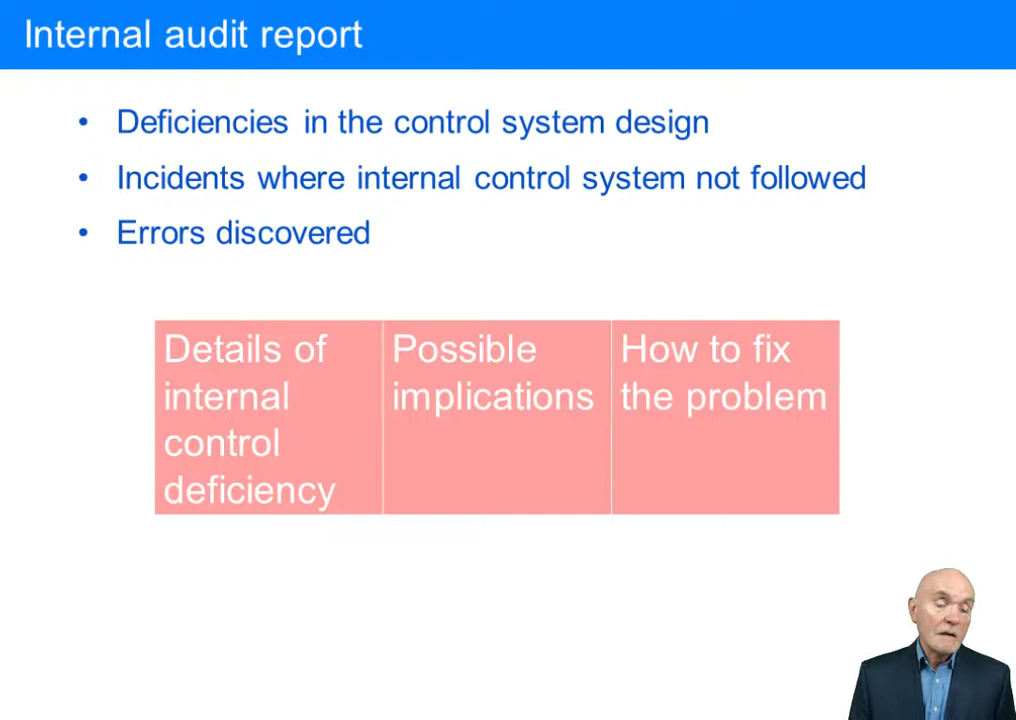 Internal audit report
• Deficiencies in the control system design
• Incidents where internal control system not followed
• Errors discovered
Details of
internal
control
deficiency
Possible
implications
How to fix
the problem